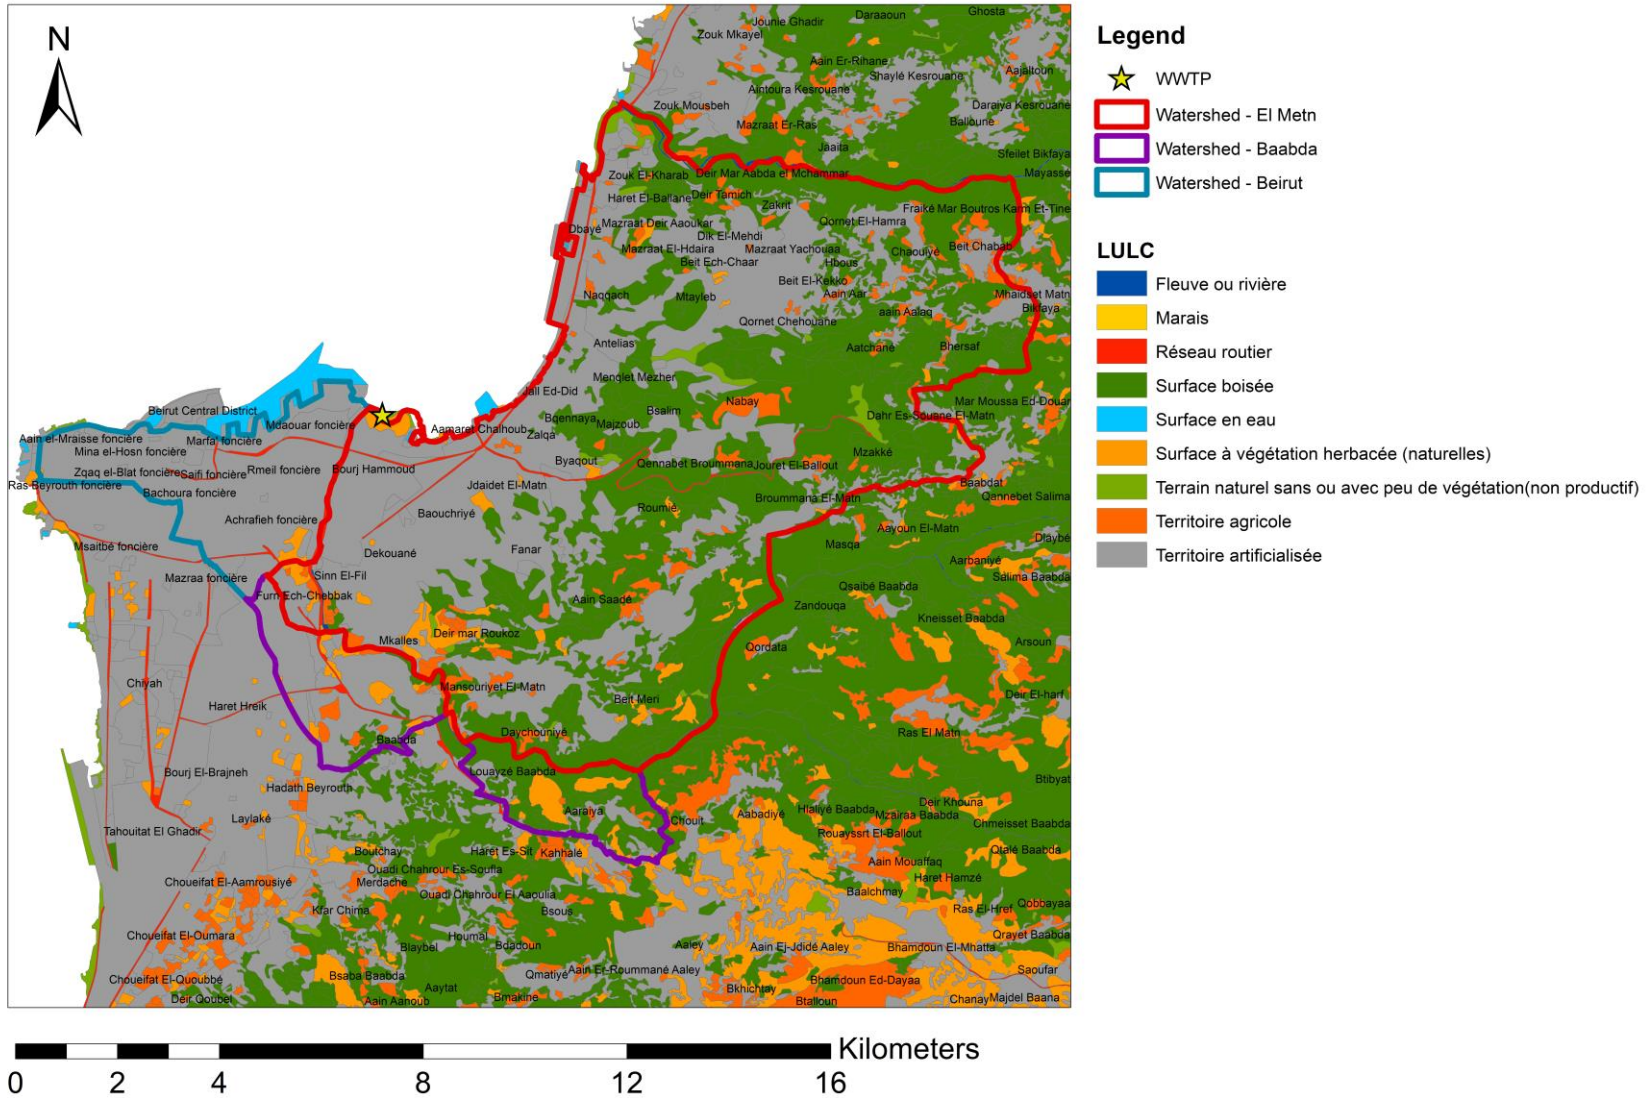 N
Daraaoun
Ghosta
Jounie Ghadir
Zouk Mkayel
Aain Er-Rihane
Shaylé Kesrouane
Aajaltoun
Aintoura Kesrouane
Zouk Mousbeh
Daraiya Kesrouane
Mazraat Er-Ras
Balloune
Jaaita
Sfeilet Bikfaya
Zouk El-Kharab
Deir Mar Aabda el Mchammar
Mayasse
Haret El-Ballane
Deir Tamich
Zakrit
Fraiké
Mar Boutros Karm Et-Tine
Dbayé
Mazraat Deir Aaoukar
Qornet El-Hamra
Dik El-Mehdi
Mazraat El-Hdaira
Mazraat Yachouaa
Chaouiyé
Beit Chabab
Beit Ech-Chaar
Hbous
Beit El-Kekko
Naqqach
Mtayleb
Aain Aar
Mhaidset Matn
Bikfaya
aain Aalaq
Qornet Chehouane
Antelias
Aatchane
Bhersaf
Menqlet Mezher
Jall Ed-Did
Nabay
Mar Moussa Ed-Douar
Beirut Central District
Bsalim
Dahr Es-Souane El-Matn
Mdaouar foncière
Bqennaya
Majzoub
Aamaret Chalhoub
Zalqa
Aain el-Mraisse foncière
Marfa foncière
Mina el-Hosn foncière
Mzakké
Byaqout
Zqaq el-Blat foncière
Saifi foncière
Rmeil foncière
Bourj Hammoud
Qennabet Broummana
Jouret El-Ballout
Ras-Beyrouth foncière
Bachoura foncière
Jdaidet El-Matn
Baabdat
Broummana El-Matn
Qannebet Salima
Baouchriyé
Roumié
Achrafieh foncière
Aayoun El-Matn
Msaitbé foncière
Dekouané
Fanar
Masqa
Dlaybé
Aarbaniyé
Mazraa foncière
Sinn El-Fil
Salima Baabda
Furn Ech-Chebbak
Aain Saadé
Qsaibé Baabda
Zandouqa
Kneisset Baabda
Mkalles
Deir mar Roukoz
Qordata
Arsoun
Chiyah
Mansouriyet El-Matn
Beit Meri
Deir El-harf
Haret Hreik
Baabda
Daychouniyé
Ras El Matn
Bourj El-Brajneh
Louayzé Baabda
Btibyat
Hadath Beyrouth
Aaraiya
Chouit
Aabadiyé
Hlaliyé Baabda
Deir Khouna
Mzairaa Baabda
Laylaké
Chmeisset Baabda
Tahouitat El Ghadir
Rouayssrt El-Ballout
Boutchay
Haret Es-Sit
Kahhalé
Qtalé Baabda
Aain Mouaffaq
Ouadi Chahrour Es-Soufla
Haret Hamzé
Choueifat El-Aamrousiyé
Merdache
Ouadi Chahrour El Aaoulia
Baalchmay
Kfar Chima
Bsous
Ras El-Href
Qobbayaa
Choueifat El-Oumara
Houmal
Qrayet Baabda
Blaybel
Bdadoun
Aaley
Aain Ej-Jdidé Aaley
Bhamdoun El-Mhatta
Choueifat El-Quoubbé
Bsaba Baabda
Qmatiyé
Aain Er-Roummané Aaley
Saoufar
Aaytat
Bkhichtay
Bhamdoun Ed-Dayaa
Deir Qoubel
Aain Aanoub
Bmakine
Btalloun
Chanay
Majdel Baana
Kilometers
0 2 4 8 12 16
Legend
WWTP
Watershed - El Metn
Watershed - Baabda
Watershed - Beirut
LULC
Fleuve ou rivière
Marais
Réseau routier
Surface boisée
Surface en eau
Surface à végétation herbacée (naturelles)
Terrain naturel sans ou avec peu de végétation(non productif)
Territoire agricole
Territoire artificialisée